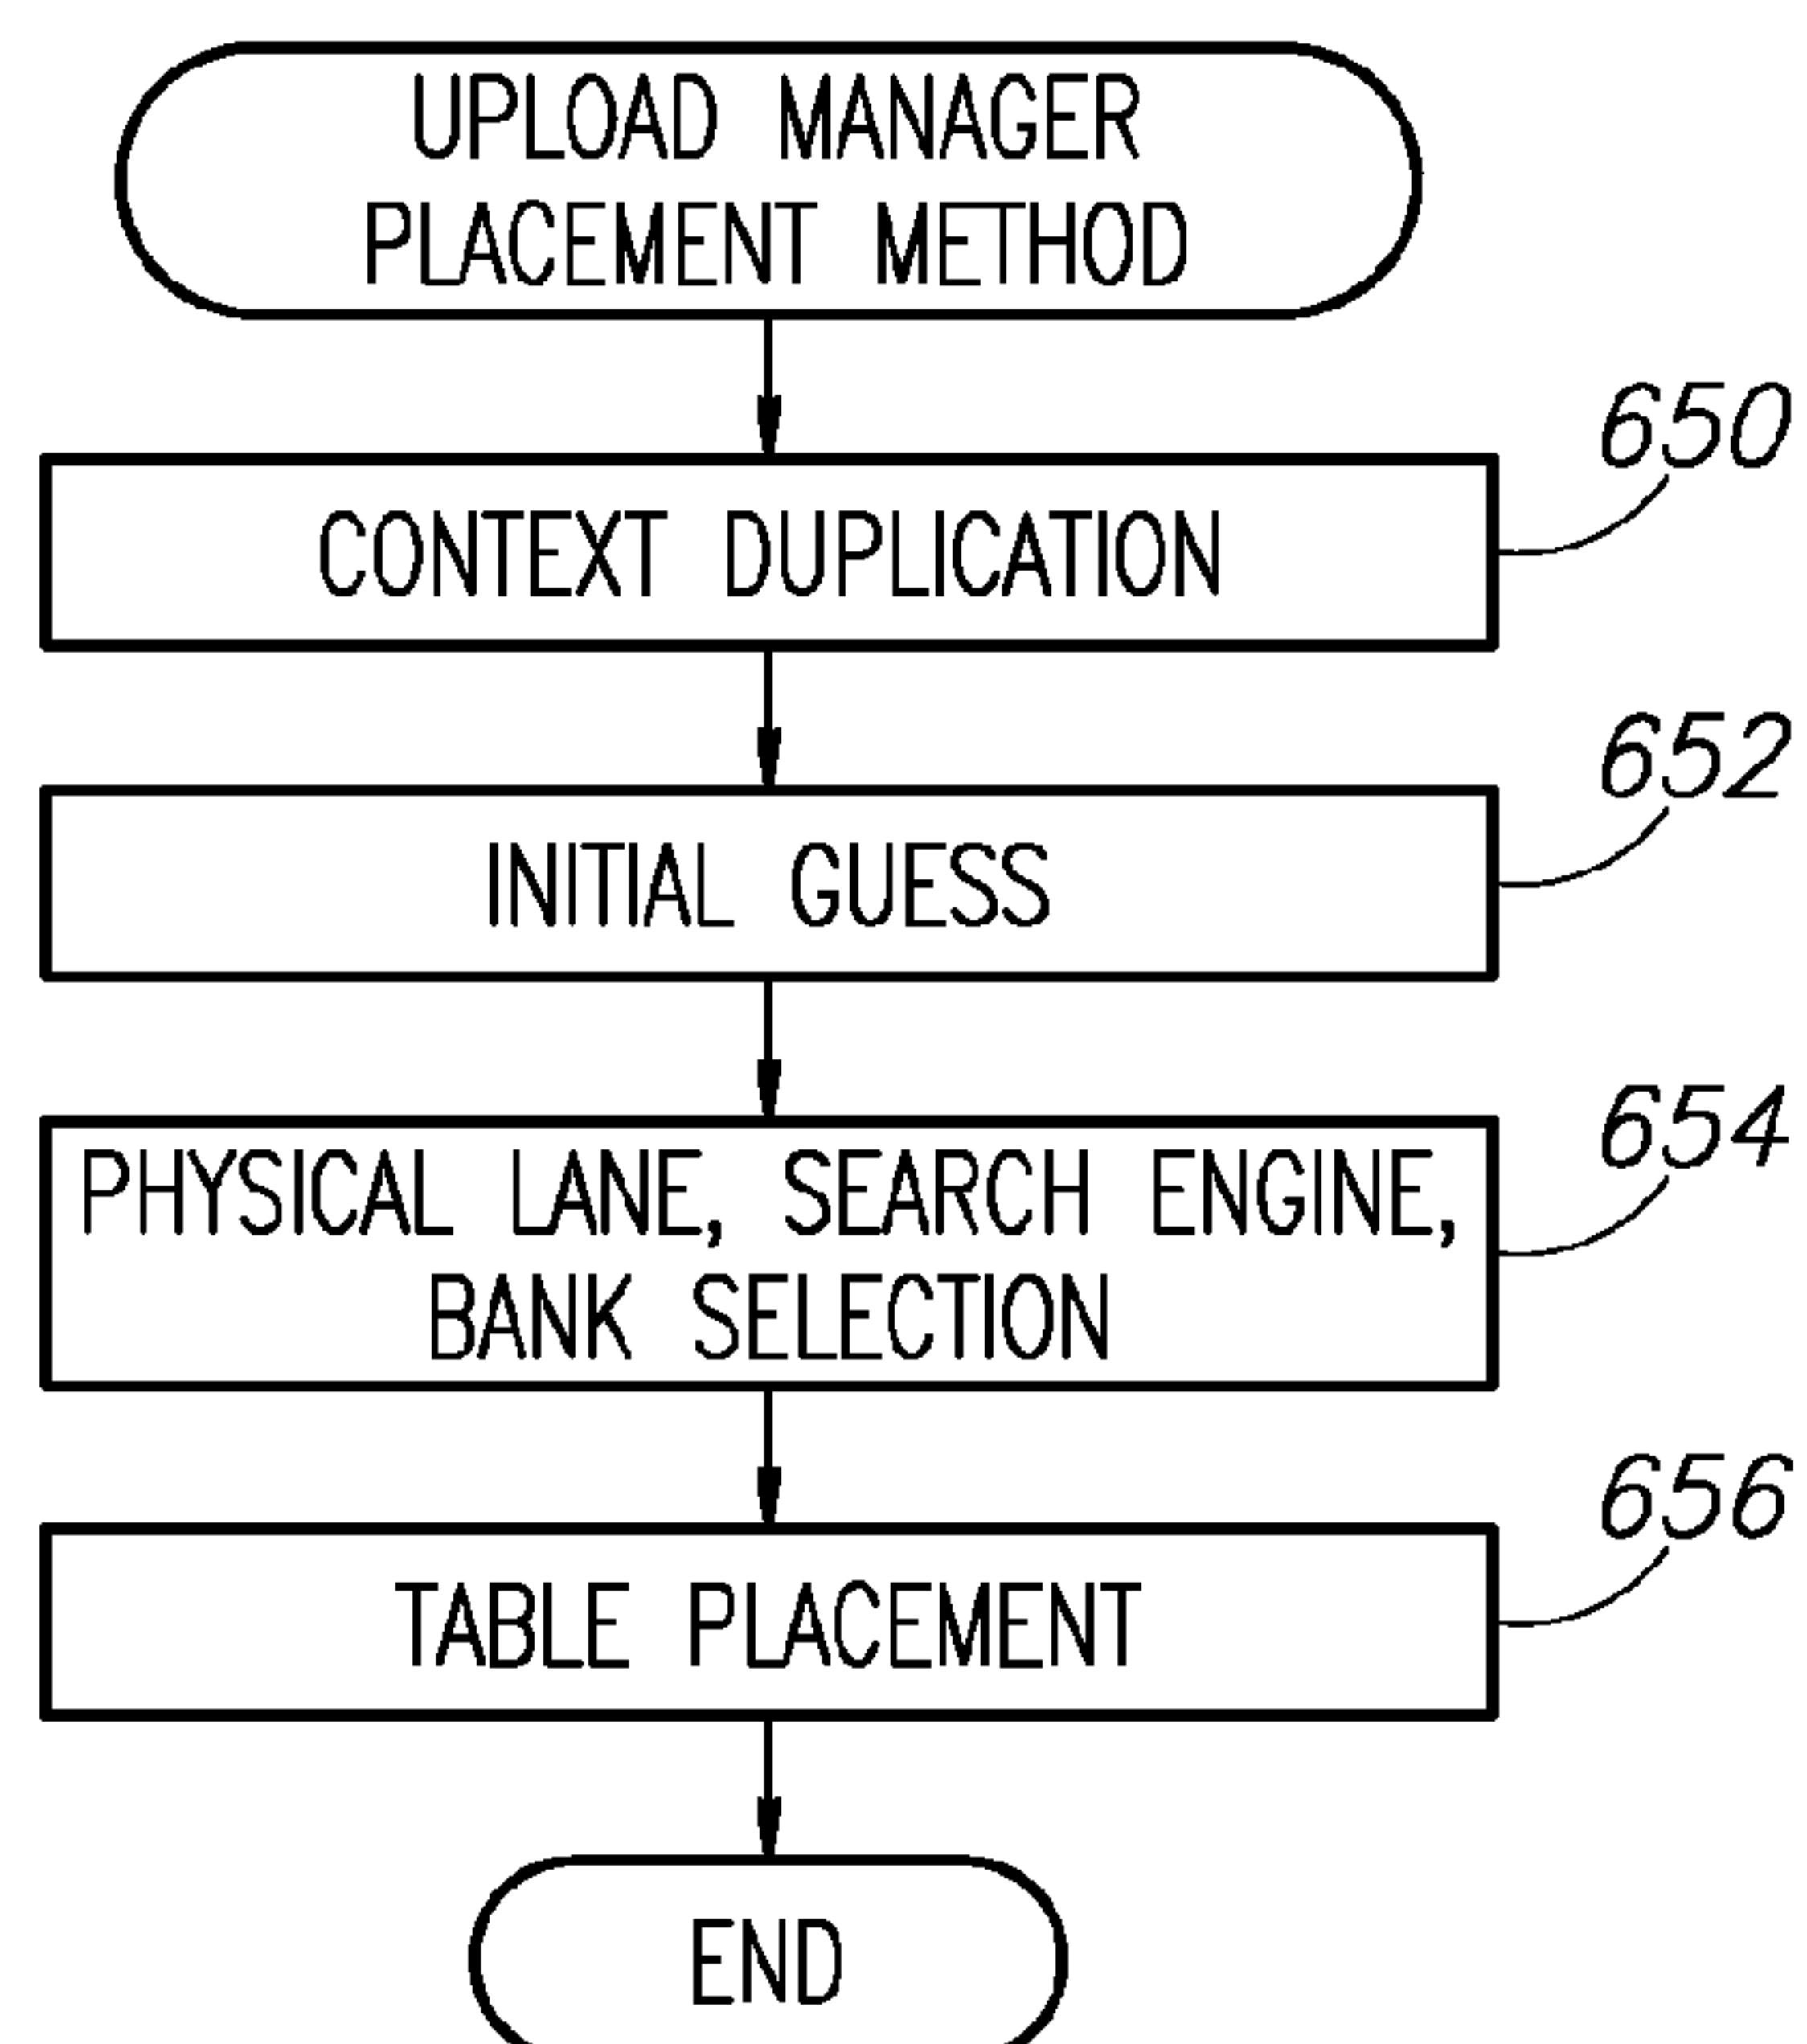 UPLOAD MANAGER
PLACEMENT METHOD
650
CONTEXT DUPLICATION
652
INITIAL GUESS
654
PHYSICAL LANE, SEARCH ENGINE,
BANK SELECTION
656
TABLE PLACEMENT
END